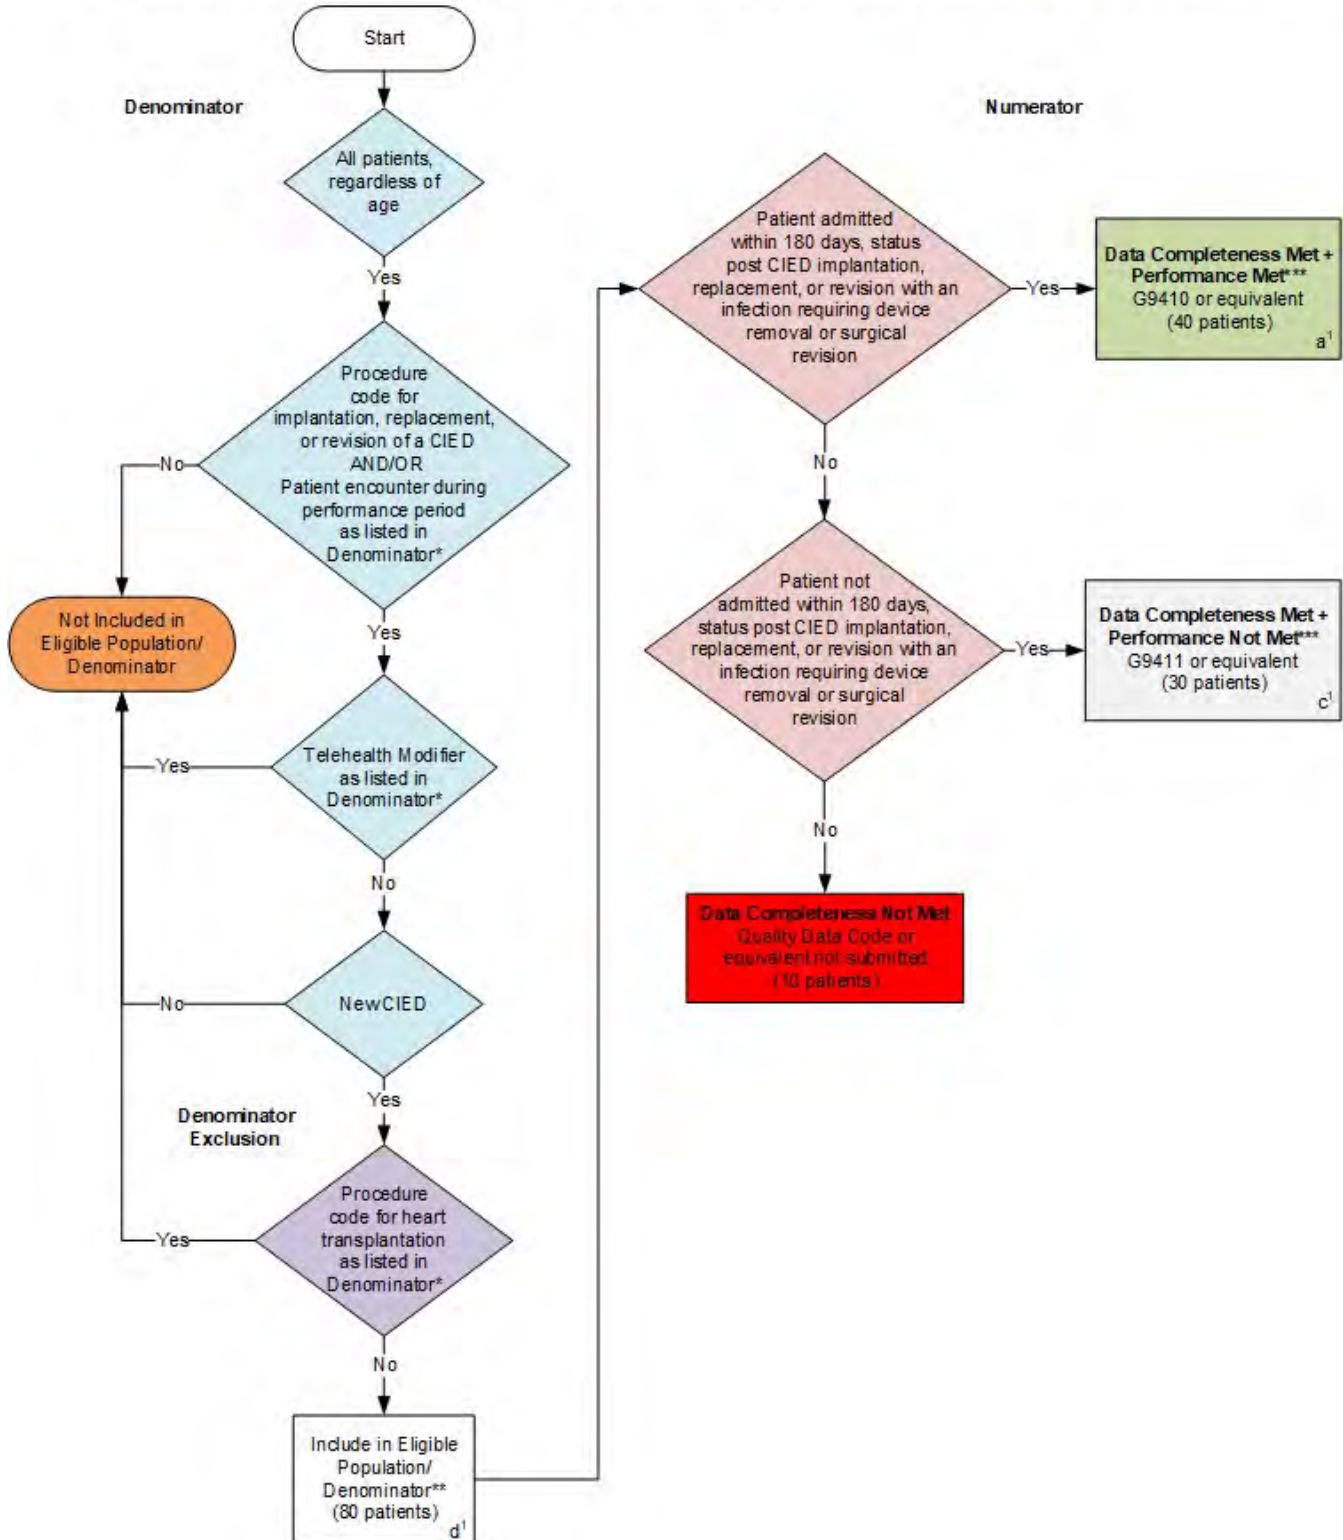 Start
Denominator
Numerator
All patients,
regardless of
age
Yes
Procedure
code for
implantation, replacement,
or revision of a CIED
AND/OR
Patient encounter during
performance period
as listed in
Denominator*
No
Not Included in
Eligible Population/
Denominator
Yes
Telehealth Modifier
as listed in
Denominator*
Yes
No
NewCIED
No
Yes
Denominator
Exclusion
Procedure
code for heart
transplantation
as listed in
Denominator*
Yes
No
Include in Eligible
Population/
Denominator**
(80 patients)
d¹
Patient admitted
within 180 days, status
post CIED implantation,
replacement, or revision with an
infection requiring device
removal or surgical
revision
Yes
Data Completeness Met +
Performance Met***
G9410 or equivalent
(40 patients)
a¹
No
Patient not
admitted within 180 days,
status post CIED implantation,
replacement, or revision with an
infection requiring device
removal or surgical
revision
Yes
Data Completeness Met +
Performance Not Met***
G9411 or equivalent
(30 patients)
c¹
No
Data Completeness Not Met
Quality Data Code or
equivalent not submitted
(10 patients)